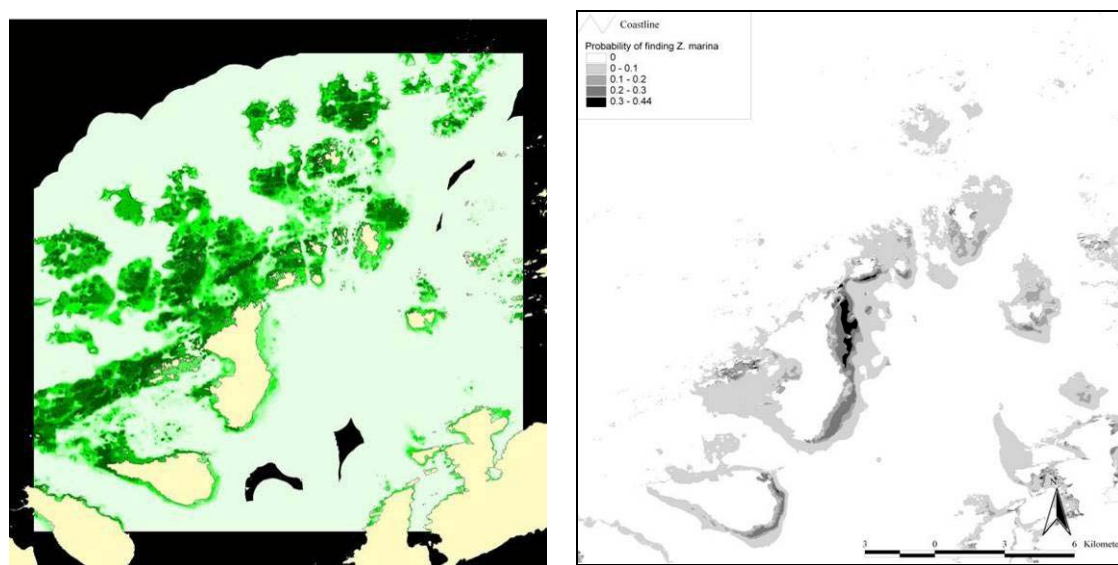 Coastline
Probability of finding Z. marina
0
0 - 0.1
0.1 - 0.2
0.2 - 0.3
0.3 - 0.44
N
3 0 3 6 Kilomete